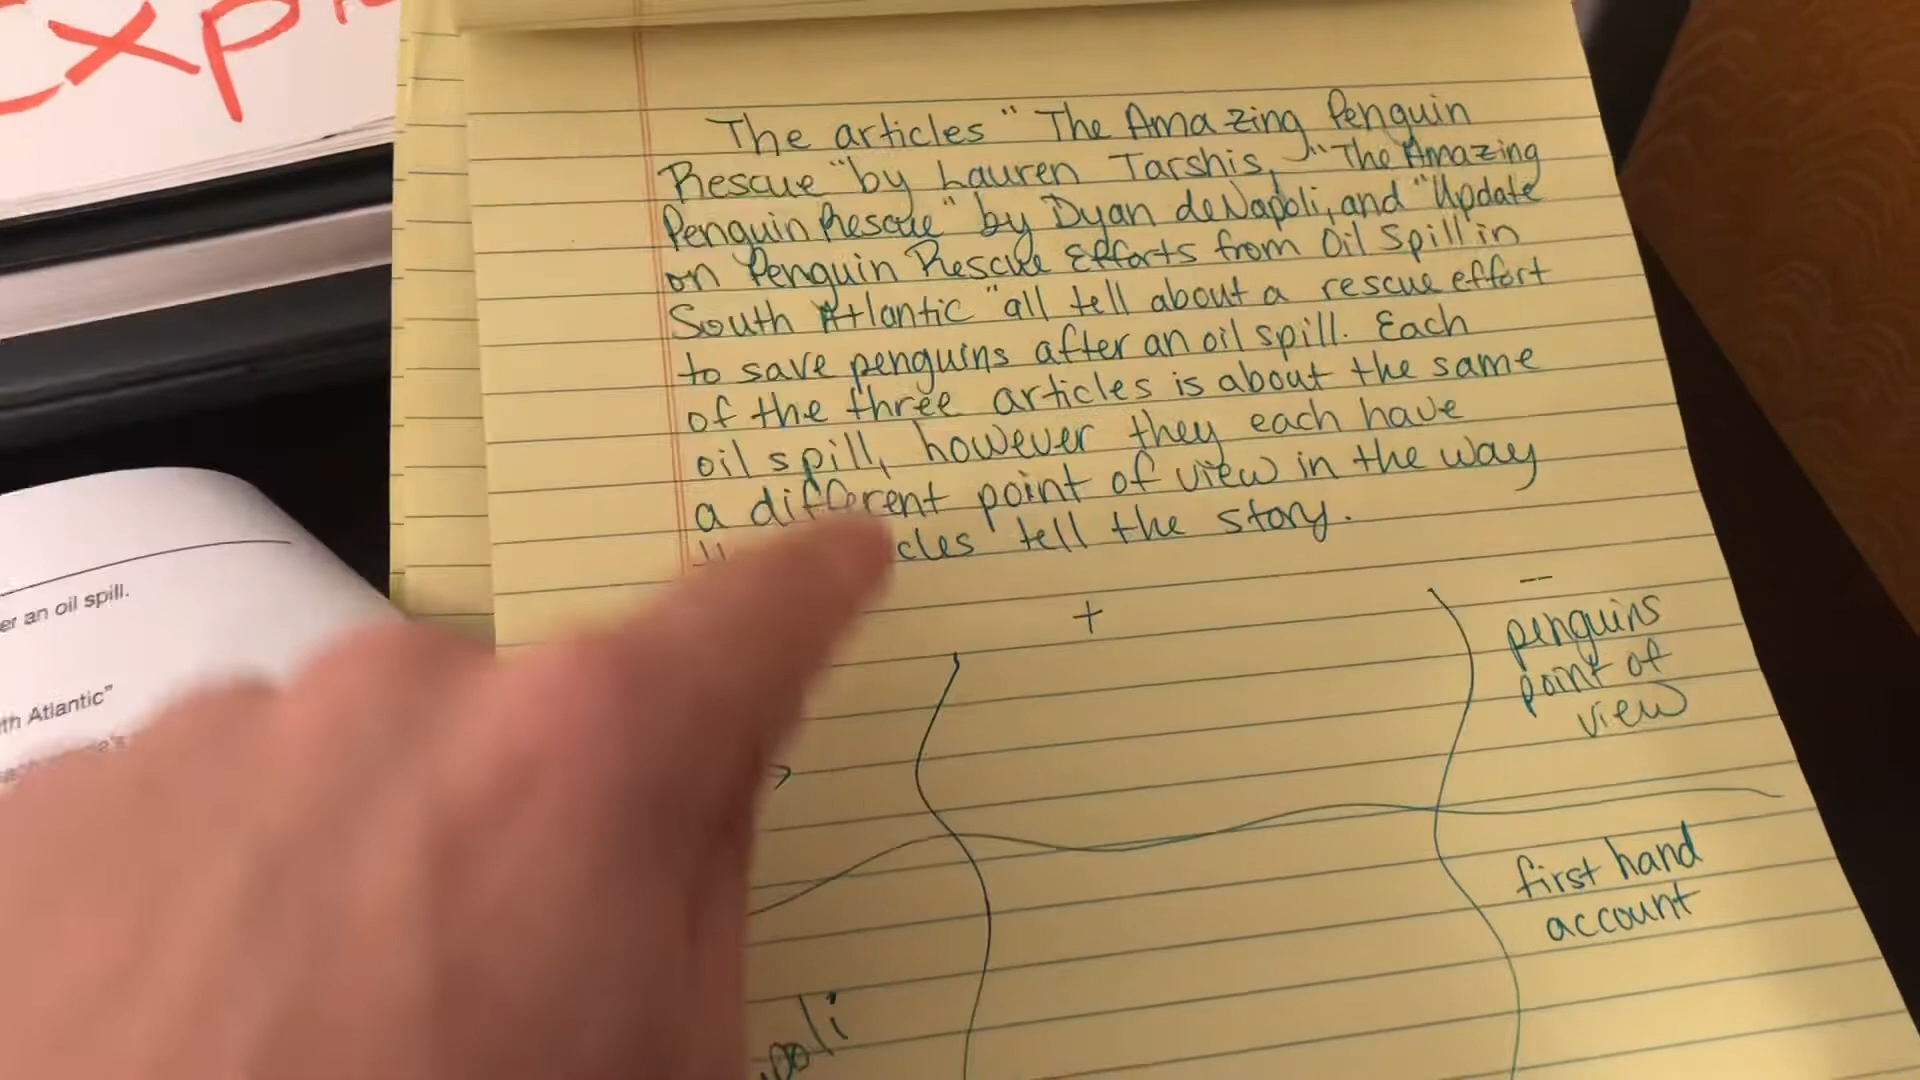 Exp
The articles "The Amazing Penguin
Rescue" by Lauren Tarshis, "The Amazing
Penguin Rescue" by Dyan deNapoli, and "Update
on Penguin Rescue Efforts from Oil Spill in
South Atlantic" all tell about a rescue effort
to save penguins after an oil spill. Each
of the three articles is about the same
oil spill, however they each have
a different point of view in the way
tell the story.
+
—
penguins
point of
view
first hand
account
an oil spill.
Atlantic"